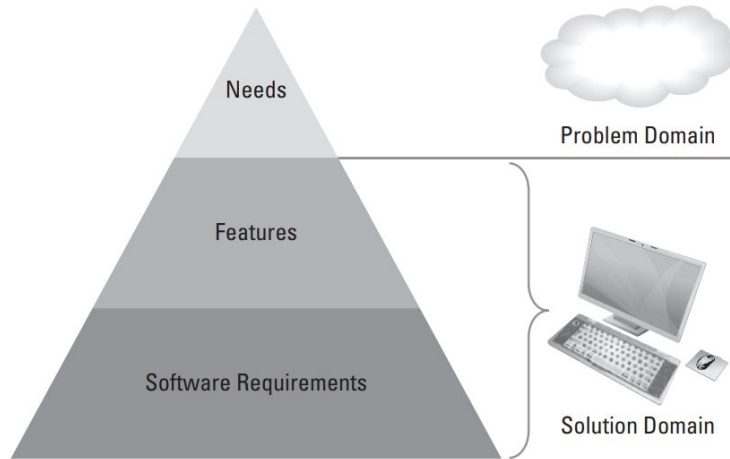 Needs
Problem Domain
Features
Software Requirements
Solution Domain